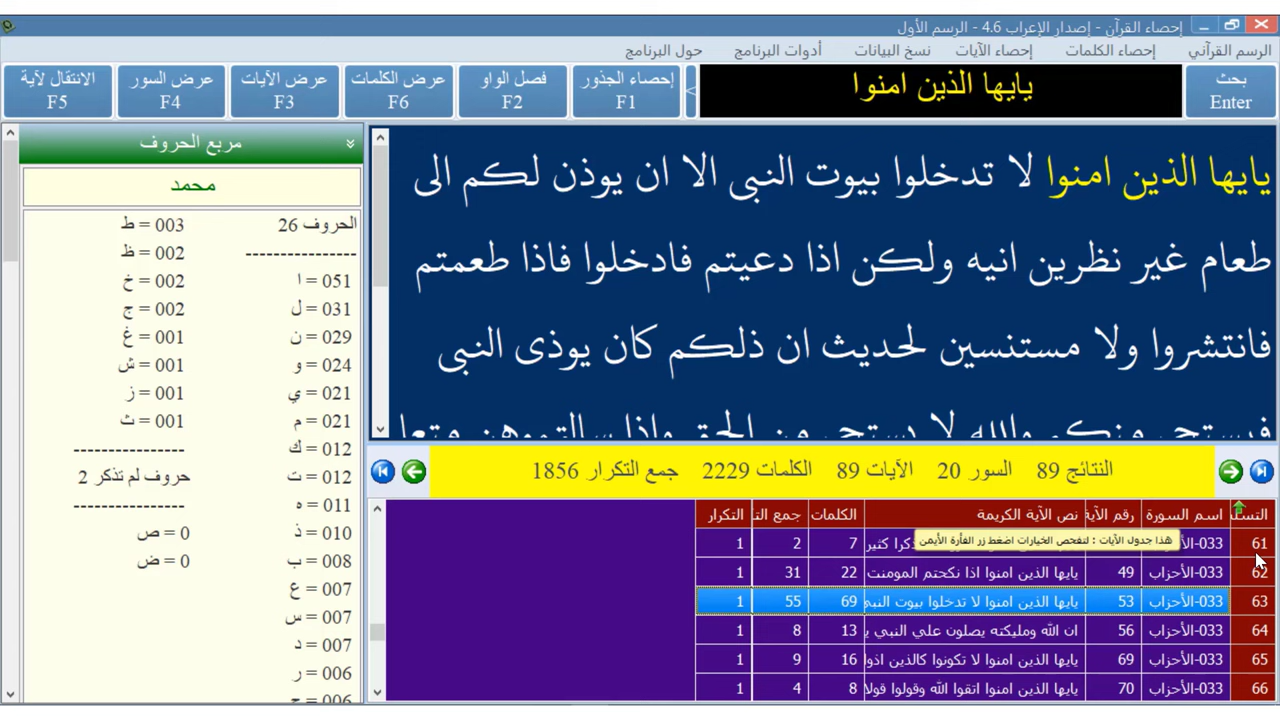 إحصاء القرآن - إصدار الإعراب 4.6 - الرسم الأول
الرسم القرآني إحصاء الكلمات إحصاء الآيات نسخ البيانات أدوات البرنامج حول البرنامج
بحث
Enter
يايها الذين امنوا
>
إحصاء الجذور
F1
فصل الواو
F2
عرض الكلمات
F6
عرض الآيات
F3
عرض السور
F4
الانتقال لآية
F5
يايها الذين امنوا لا تدخلوا بيوت النبى الا ان يوذن لكم الى
طعام غير نظرين انيه ولكن اذا دعيتم فادخلوا فاذا طعمتم
فانتشروا ولا مستنسين لحديث ان ذلكم كان يوذى النبى
النتائج 89 السور 20 الآيات 89 الكلمات 2229 جمع التكرار 1856
التسل اسم السورة رقم الآية نص الآية الكريمة الكلمات جمع الت التكرار
هذا جدول الآيات : لتفحص الخيارات اضغط زر الفأرة الأيمن
61 033-الأحزاب ذكرا كثير 7 2 1
62 033-الأحزاب 49 يايها الذين امنوا اذا نكحتم المومنت 22 31 1
63 033-الأحزاب 53 يايها الذين امنوا لا تدخلوا بيوت النبي 69 55 1
64 033-الأحزاب 56 ان الله ومليكته يصلون علي النبي ي 13 8 1
65 033-الأحزاب 69 يايها الذين امنوا لا تكونوا كالذين اذوا 16 9 1
66 033-الأحزاب 70 يايها الذين امنوا اتقوا الله وقولوا قولا 8 4 1
مربع الحروف
محمد
الحروف 26
----------------
051 = ا
031 = ل
029 = ن
024 = و
021 = ي
021 = م
012 = ك
012 = ت
011 = ه
010 = ذ
008 = ب
007 = ع
007 = س
007 = د
006 = ر
006 = ح
003 = ط
002 = ظ
002 = خ
002 = ج
001 = غ
001 = ش
001 = ز
001 = ث
----------------
حروف لم تذكر 2
----------------
0 = ص
0 = ض